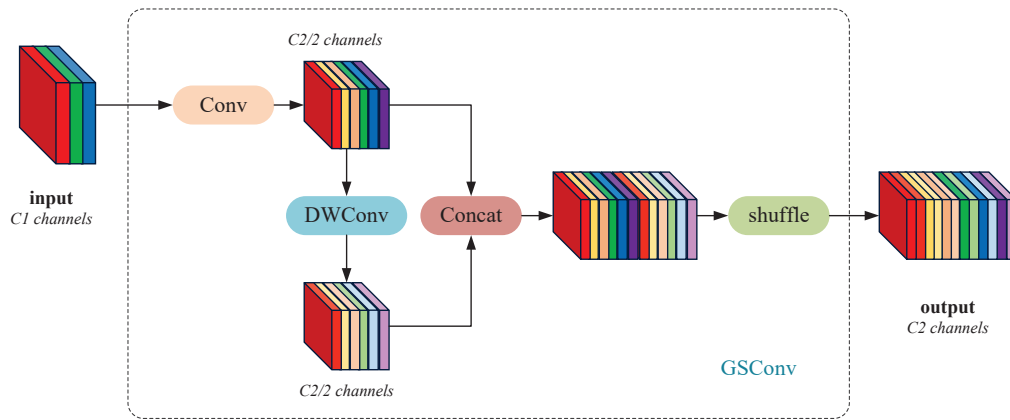 C2/2 channels
Conv
input
C1 channels
DWConv
Concat
shuffle
output
C2 channels
GSConv
C2/2 channels